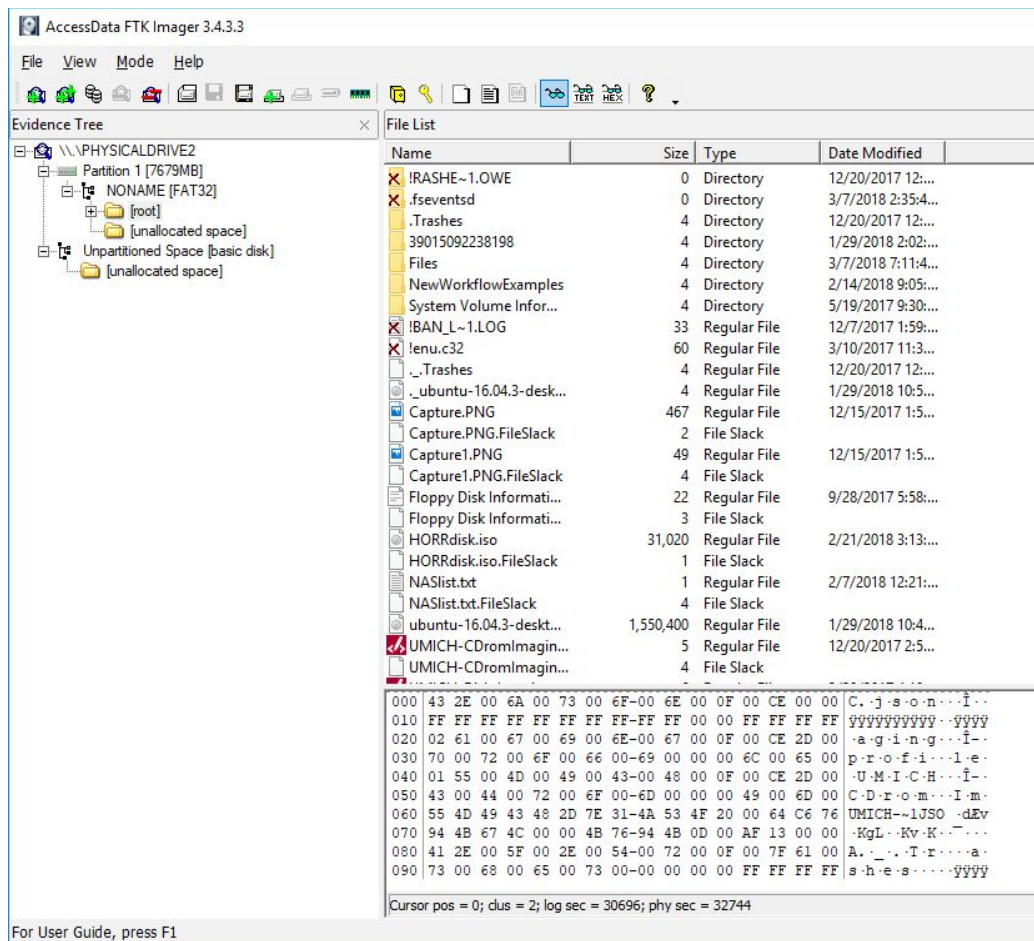 AccessData FTK Imager 3.4.3.3
File View Mode Help
Evidence Tree
\\.\PHYSICALDRIVE2
Partition 1 [7679MB]
NONAME [FAT32]
[root]
[unallocated space]
Unpartitioned Space [basic disk]
[unallocated space]
File List
Name Size Type Date Modified
!RASHE~1.OWE 0 Directory 12/20/2017 12:...
.fseventsd 0 Directory 3/7/2018 2:35:4...
.Trashes 4 Directory 12/20/2017 12:...
39015092238198 4 Directory 1/29/2018 2:02:...
Files 4 Directory 3/7/2018 7:11:4...
NewWorkflowExamples 4 Directory 2/14/2018 9:05:...
System Volume Infor... 4 Directory 5/19/2017 9:30:...
!BAN_L~1.LOG 33 Regular File 12/7/2017 1:59:...
!enu.c32 60 Regular File 3/10/2017 11:3...
._.Trashes 4 Regular File 12/20/2017 12:...
._ubuntu-16.04.3-desk... 4 Regular File 1/29/2018 10:5...
Capture.PNG 467 Regular File 12/15/2017 1:5...
Capture.PNG.FileSlack 2 File Slack
Capture1.PNG 49 Regular File 12/15/2017 1:5...
Capture1.PNG.FileSlack 4 File Slack
Floppy Disk Informati... 22 Regular File 9/28/2017 5:58:...
Floppy Disk Informati... 3 File Slack
HORRdisk.iso 31,020 Regular File 2/21/2018 3:13:...
HORRdisk.iso.FileSlack 1 File Slack
NASlist.txt 1 Regular File 2/7/2018 12:21:...
NASlist.txt.FileSlack 4 File Slack
ubuntu-16.04.3-deskt... 1,550,400 Regular File 1/29/2018 10:4...
UMICH-CDromImagin... 5 Regular File 12/20/2017 2:5...
UMICH-CDromImagin... 4 File Slack
000 43 2E 00 6A 00 73 00 6F-00 6E 00 0F 00 CE 00 00 C.·j·s·o·n···Î··
010 FF FF FF FF FF FF FF FF-FF FF 00 00 FF FF FF FF ÿÿÿÿÿÿÿÿÿÿ··ÿÿÿÿ
020 02 61 00 67 00 69 00 6E-00 67 00 0F 00 CE 2D 00 ·a·g·i·n·g···Î-·
030 70 00 72 00 6F 00 66 00-69 00 00 00 6C 00 65 00 p·r·o·f·i···l·e·
040 01 55 00 4D 00 49 00 43-00 48 00 0F 00 CE 2D 00 ·U·M·I·C·H···Î-·
050 43 00 44 00 72 00 6F 00-6D 00 00 00 49 00 6D 00 C·D·r·o·m···I·m·
060 55 4D 49 43 48 2D 7E 31-4A 53 4F 20 00 64 C6 76 UMICH-~1JSO ·dÆv
070 94 4B 67 4C 00 00 4B 76-94 4B 0D 00 AF 13 00 00 ·KgL··Kv·K··¯···
080 41 2E 00 5F 00 2E 00 54-00 72 00 0F 00 7F 61 00 A.·_·.·T·r····a·
090 73 00 68 00 65 00 73 00-00 00 00 00 FF FF FF FF s·h·e·s·····ÿÿÿÿ
Cursor pos = 0; clus = 2; log sec = 30696; phy sec = 32744
For User Guide, press F1